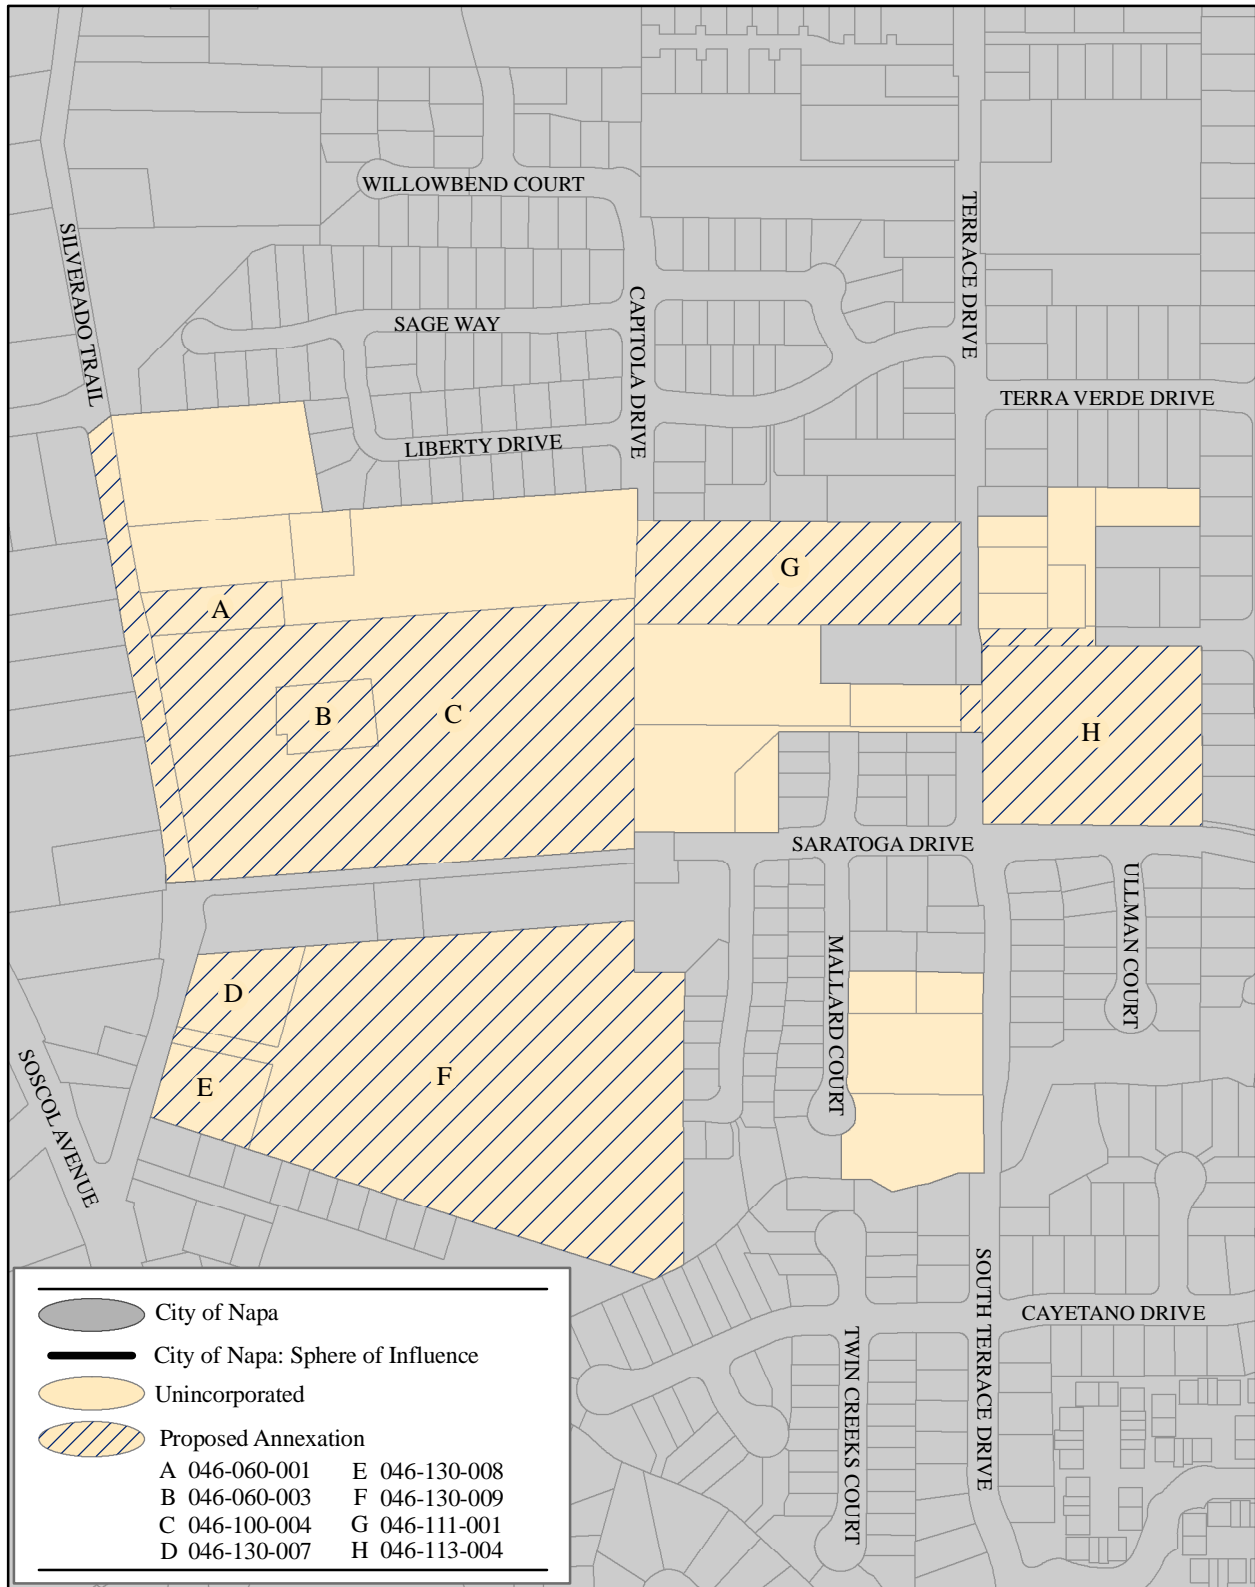 WILLOWBEND COURT
SILVERADO TRAIL
TERRACE DRIVE
CAPITOLA DRIVE
SAGE WAY
TERRA VERDE DRIVE
LIBERTY DRIVE
G
A
B
C
H
SARATOGA DRIVE
ULLMAN COURT
MALLARD COURT
D
E
F
SOSCOL AVENUE
SOUTH TERRACE DRIVE
CAYETANO DRIVE
TWIN CREEKS COURT
City of Napa
City of Napa: Sphere of Influence
Unincorporated
Proposed Annexation
A 046-060-001 E 046-130-008
B 046-060-003 F 046-130-009
C 046-100-004 G 046-111-001
D 046-130-007 H 046-113-004